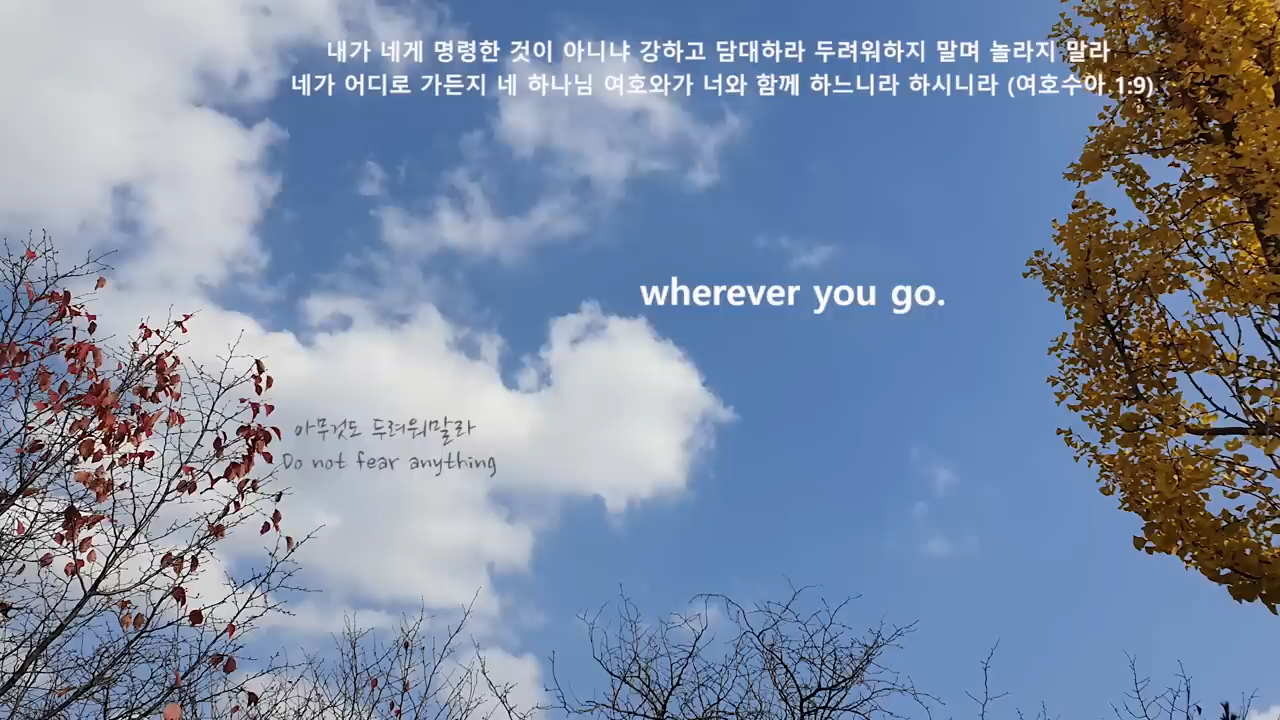 내가 네게 명령한 것이 아니냐 강하고 담대하라 두려워하지 말며 놀라지 말라
네가 어디로 가든지 네 하나님 여호와가 너와 함께 하느니라 하시니라 (여호수아 1:9)
wherever you go.
아무것도 두려워말라
Do not fear anything